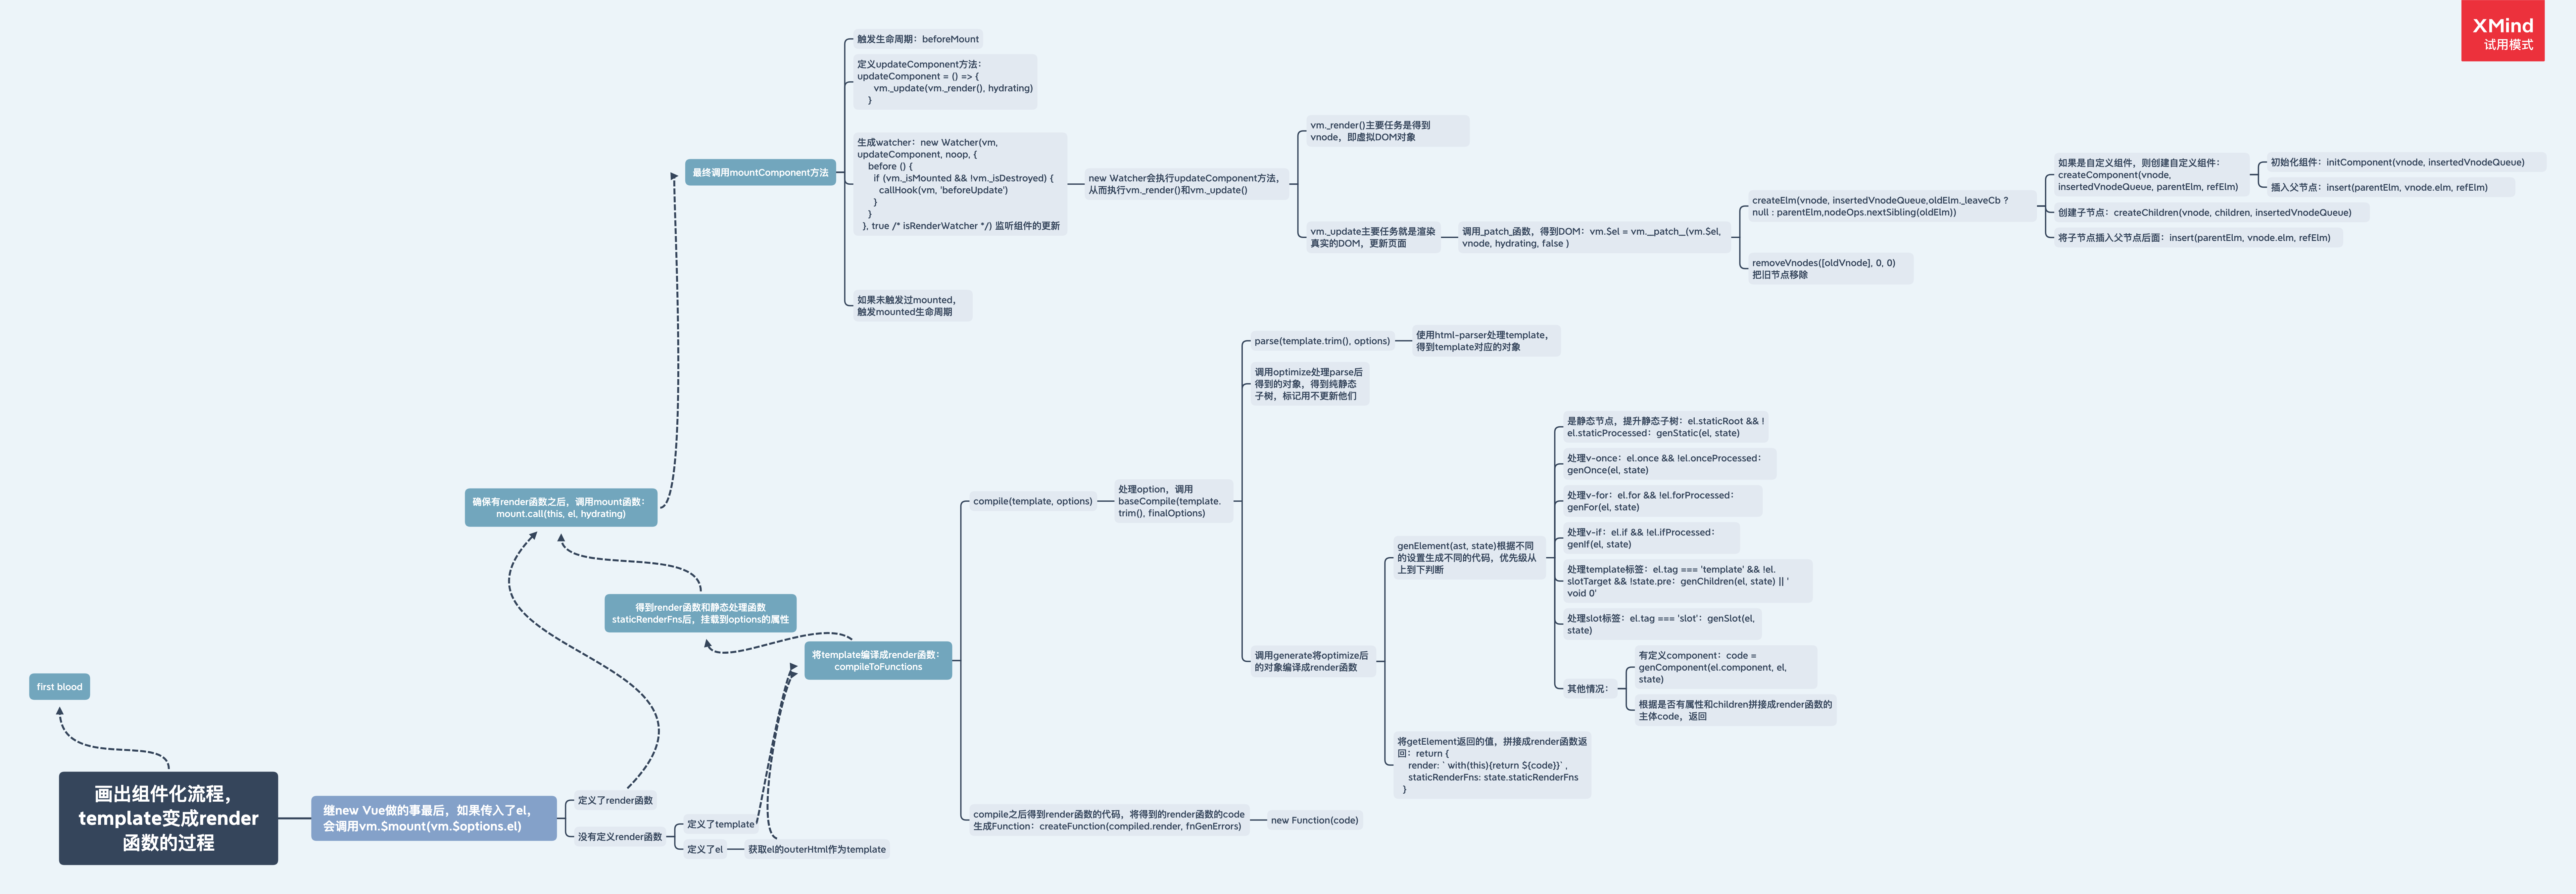 XMind
试用模式
触发生命周期：beforeMount
定义updateComponent方法：
updateComponent = () => {
vm._update(vm._render(), hydrating)
}
生成watcher：new Watcher(vm,
updateComponent, noop, {
before () {
if (vm._isMounted && !vm._isDestroyed) {
callHook(vm, 'beforeUpdate')
}
}
}, true /* isRenderWatcher */) 监听组件的更新
最终调用mountComponent方法
new Watcher会执行updateComponent方法，
从而执行vm._render()和vm._update()
vm._render()主要任务是得到
vnode，即虚拟DOM对象
vm._update主要任务就是渲染
真实的DOM，更新页面
调用_patch_函数，得到DOM：vm.$el = vm.__patch__(vm.$el,
vnode, hydrating, false )
createElm(vnode, insertedVnodeQueue,oldElm._leaveCb ?
null : parentElm,nodeOps.nextSibling(oldElm))
如果是自定义组件，则创建自定义组件：
createComponent(vnode,
insertedVnodeQueue, parentElm, refElm)
初始化组件：initComponent(vnode, insertedVnodeQueue)
插入父节点：insert(parentElm, vnode.elm, refElm)
创建子节点：createChildren(vnode, children, insertedVnodeQueue)
将子节点插入父节点后面：insert(parentElm, vnode.elm, refElm)
removeVnodes([oldVnode], 0, 0)
把旧节点移除
如果未触发过mounted，
触发mounted生命周期
parse(template.trim(), options)
使用html-parser处理template，
得到template对应的对象
调用optimize处理parse后
得到的对象，得到纯静态
子树，标记用不更新他们
确保有render函数之后，调用mount函数：
mount.call(this, el, hydrating)
compile(template, options)
处理option，调用
baseCompile(template.
trim(), finalOptions)
是静态节点，提升静态子树：el.staticRoot && !
el.staticProcessed：genStatic(el, state)
处理v-once：el.once && !el.onceProcessed：
genOnce(el, state)
处理v-for：el.for && !el.forProcessed：
genFor(el, state)
处理v-if：el.if && !el.ifProcessed：
genIf(el, state)
genElement(ast, state)根据不同
的设置生成不同的代码，优先级从
上到下判断
处理template标签：el.tag === 'template' && !el.
slotTarget && !state.pre：genChildren(el, state) || '
void 0'
处理slot标签：el.tag === 'slot'：genSlot(el,
state)
得到render函数和静态处理函数
staticRenderFns后，挂载到options的属性
将template编译成render函数：
compileToFunctions
调用generate将optimize后
的对象编译成render函数
其他情况：
有定义component：code =
genComponent(el.component, el,
state)
根据是否有属性和children拼接成render函数的
主体code，返回
将getElement返回的值，拼接成render函数返
回：return {
render: ` with(this){return ${code}}` ,
staticRenderFns: state.staticRenderFns
}
first blood
画出组件化流程，
template变成render
函数的过程
继new Vue做的事最后，如果传入了el，
会调用vm.$mount(vm.$options.el)
定义了render函数
没有定义render函数
定义了template
定义了el
获取el的outerHtml作为template
compile之后得到render函数的代码，将得到的render函数的code
生成Function：createFunction(compiled.render, fnGenErrors)
new Function(code)